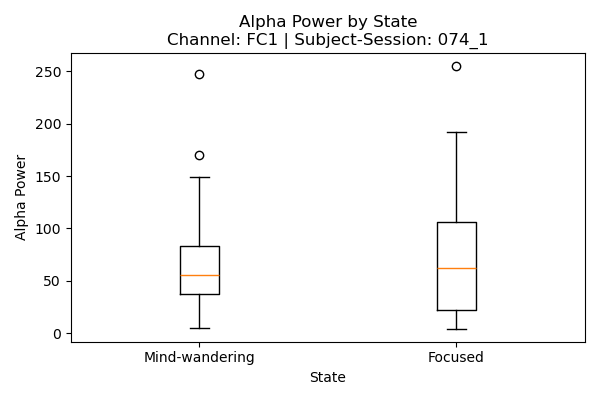 Alpha Power by State
Channel: FC1 | Subject-Session: 074_1
Alpha Power
250
200
150
100
50
0
Mind-wandering
Focused
State